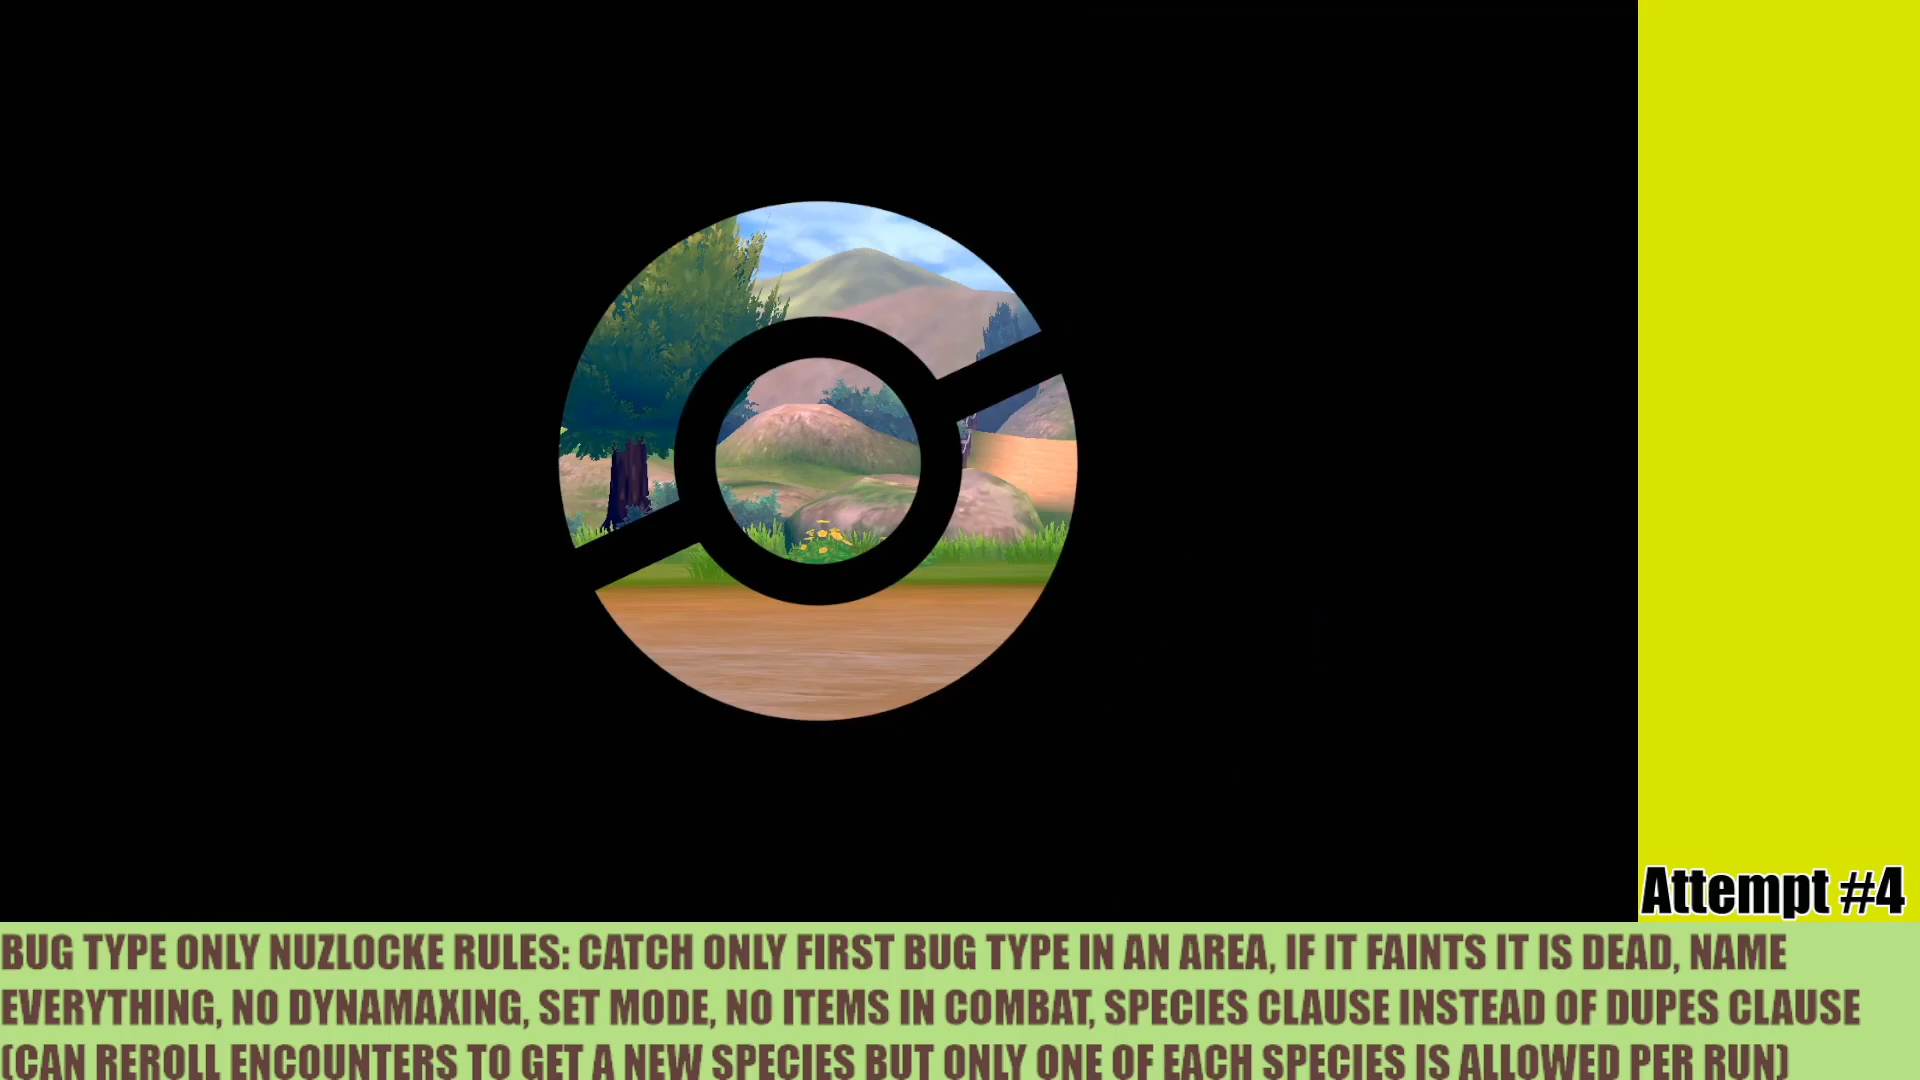 Attempt #4
BUG TYPE ONLY NUZLOCKE RULES: CATCH ONLY FIRST BUG TYPE IN AN AREA, IF IT FAINTS IT IS DEAD, NAME
EVERYTHING, NO DYNAMAXING, SET MODE, NO ITEMS IN COMBAT, SPECIES CLAUSE INSTEAD OF DUPES CLAUSE
(CAN REROLL ENCOUNTERS TO GET A NEW SPECIES BUT ONLY ONE OF EACH SPECIES IS ALLOWED PER RUN)